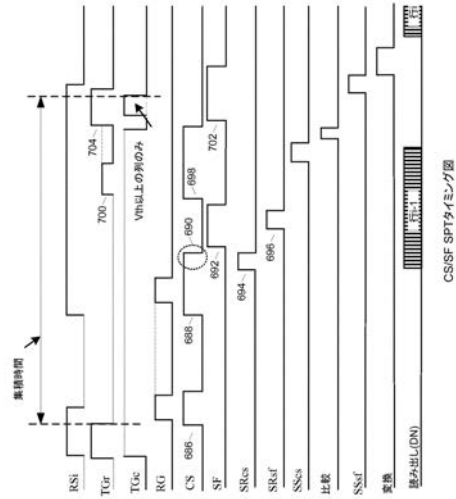 集積時間
RSi
TGr
700
704
TGc
Vth以上の列のみ
RG
CS
686
688
690
698
SF
692
702
SRcs
694
SRsf
696
SScs
比較
SSsf
変換
読み出し(DN)
行i-1
行i
CS/SF SPTタイミング図